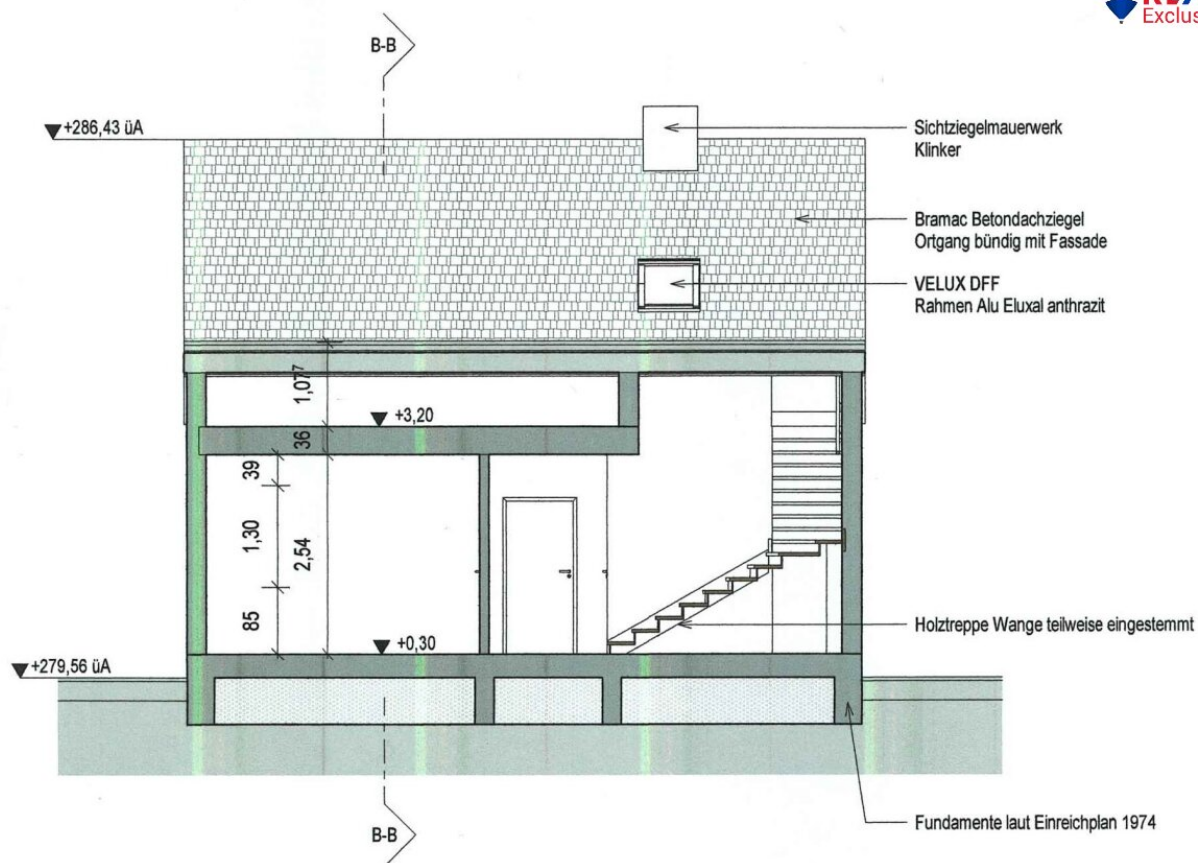 Exclus
B-B
+286,43 üA
Sichtziegelmauerwerk
Klinker
Bramac Betondachziegel
Ortgang bündig mit Fassade
VELUX DFF
Rahmen Alu Eluxal anthrazit
1,07⁷
+3,20
36
39
1,30
2,54
85
+0,30
Holztreppe Wange teilweise eingestemmt
+279,56 üA
B-B
Fundamente laut Einreichplan 1974